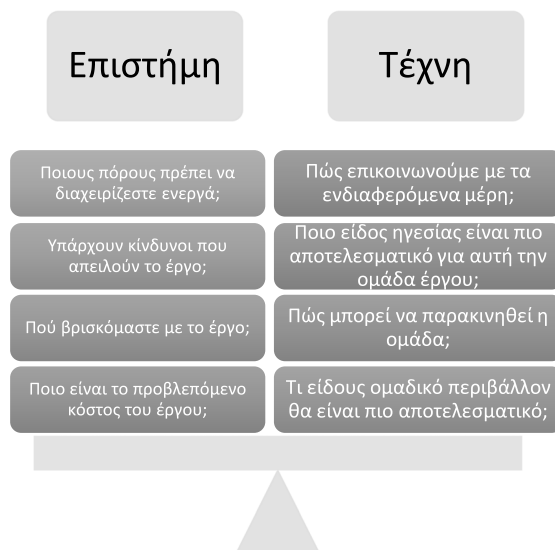 Επιστήμη
Τέχνη
Ποιους πόρους πρέπει να
διαχειρίζεστε ενεργά;
Πώς επικοινωνούμε με τα
ενδιαφερόμενα μέρη;
Υπάρχουν κίνδυνοι που
απειλούν το έργο;
Ποιο είδος ηγεσίας είναι πιο
αποτελεσματικό για αυτή την
ομάδα έργου;
Πού βρισκόμαστε με το έργο;
Πώς μπορεί να παρακινηθεί η
ομάδα;
Ποιο είναι το προβλεπόμενο
κόστος του έργου;
Τι είδους ομαδικό περιβάλλον
θα είναι πιο αποτελεσματικό;